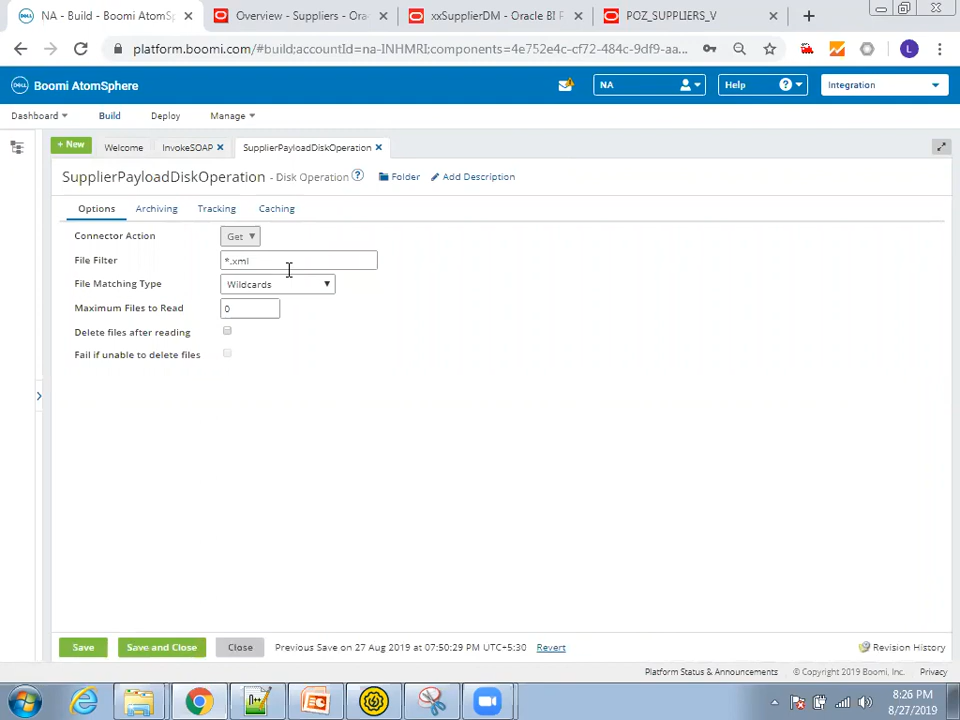 NA - Build - Boomi AtomSp
Overview - Suppliers - Orac
xxSupplierDM - Oracle BI P
POZ_SUPPLIERS_V
platform.boomi.com/#build:accountId=na-INHMRI;components=4e752e4c-cf72-484c-9df9-aa...
L
DELL Boomi AtomSphere
NA
Help
Integration
Dashboard
Build
Deploy
Manage
+ New
Welcome
InvokeSOAP
SupplierPayloadDiskOperation
SupplierPayloadDiskOperation - Disk Operation
Folder
Add Description
Options
Archiving
Tracking
Caching
Connector Action
Get
File Filter
*.xml
File Matching Type
Wildcards
Maximum Files to Read
0
Delete files after reading
Fail if unable to delete files
Save
Save and Close
Close
Previous Save on 27 Aug 2019 at 07:50:29 PM UTC+5:30
Revert
Revision History
Platform Status & Announcements
© Copyright 2019 Boomi, Inc.
Privacy
8:26 PM
8/27/2019